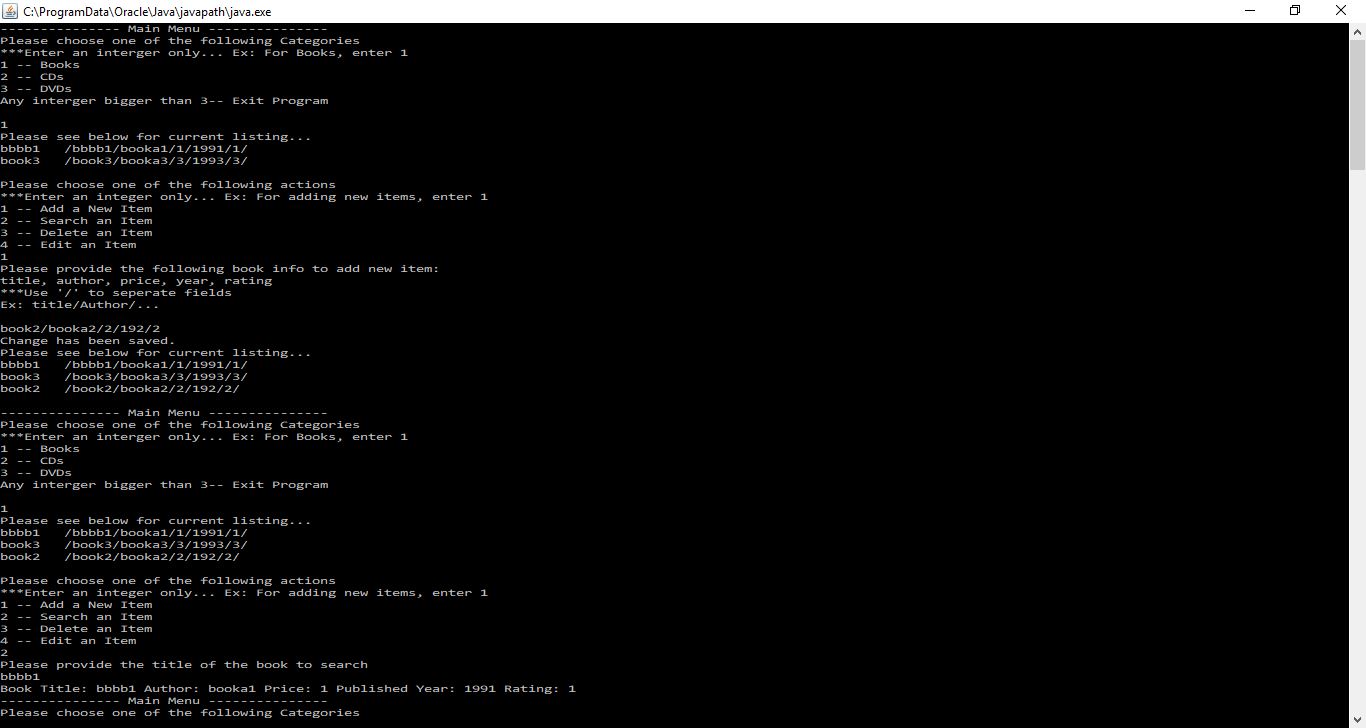 C:\ProgramData\Oracle\Java\javapath\java.exe
--------------- Main Menu ---------------
Please choose one of the following Categories
***Enter an interger only... Ex: For Books, enter 1
1 -- Books
2 -- CDs
3 -- DVDs
Any interger bigger than 3-- Exit Program
1
Please see below for current listing...
bbbb1   /bbbb1/booka1/1/1991/1/
book3   /book3/booka3/3/1993/3/
Please choose one of the following actions
***Enter an integer only... Ex: For adding new items, enter 1
1 -- Add a New Item
2 -- Search an Item
3 -- Delete an Item
4 -- Edit an Item
1
Please provide the following book info to add new item:
title, author, price, year, rating
***Use '/' to seperate fields
Ex: title/Author/...
book2/booka2/2/192/2
Change has been saved.
Please see below for current listing...
bbbb1   /bbbb1/booka1/1/1991/1/
book3   /book3/booka3/3/1993/3/
book2   /book2/booka2/2/192/2/
--------------- Main Menu ---------------
Please choose one of the following Categories
***Enter an interger only... Ex: For Books, enter 1
1 -- Books
2 -- CDs
3 -- DVDs
Any interger bigger than 3-- Exit Program
1
Please see below for current listing...
bbbb1   /bbbb1/booka1/1/1991/1/
book3   /book3/booka3/3/1993/3/
book2   /book2/booka2/2/192/2/
Please choose one of the following actions
***Enter an integer only... Ex: For adding new items, enter 1
1 -- Add a New Item
2 -- Search an Item
3 -- Delete an Item
4 -- Edit an Item
2
Please provide the title of the book to search
bbbb1
Book Title: bbbb1 Author: booka1 Price: 1 Published Year: 1991 Rating: 1
--------------- Main Menu ---------------
Please choose one of the following Categories